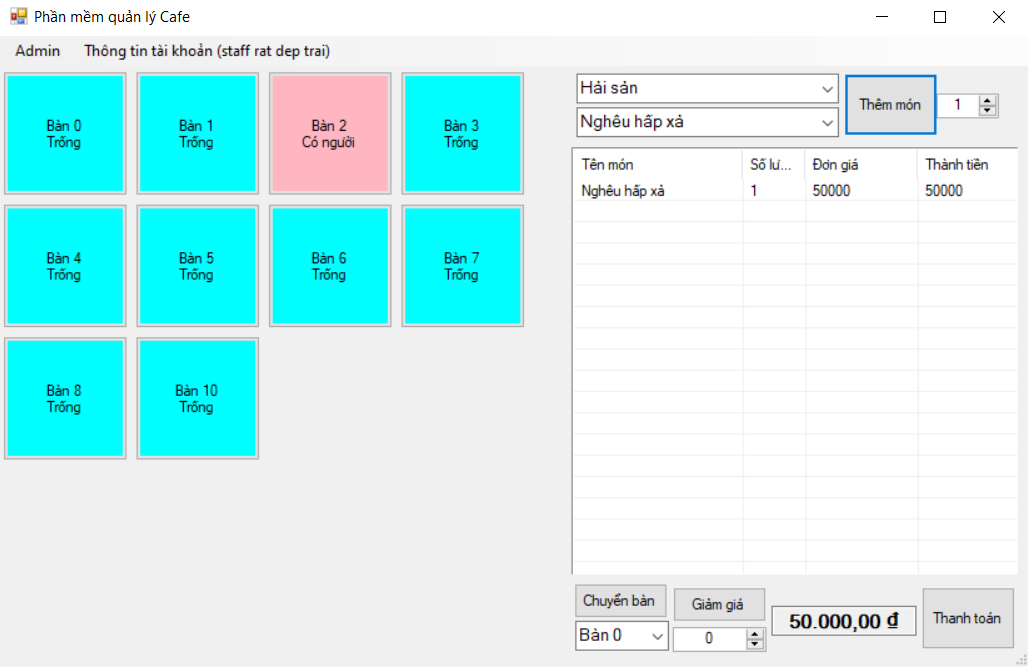 Phần mềm quản lý Cafe
Admin Thông tin tài khoản (staff rat dep trai)
Bàn 0
Trống
Bàn 1
Trống
Bàn 2
Có người
Bàn 3
Trống
Bàn 4
Trống
Bàn 5
Trống
Bàn 6
Trống
Bàn 7
Trống
Bàn 8
Trống
Bàn 10
Trống
Hải sản
Nghêu hấp xả
Thêm món
1
Tên món Số lư... Đơn giá Thành tiền
Nghêu hấp xả 1 50000 50000
Chuyển bàn
Bàn 0
Giảm giá
0
50.000,00 ₫
Thanh toán